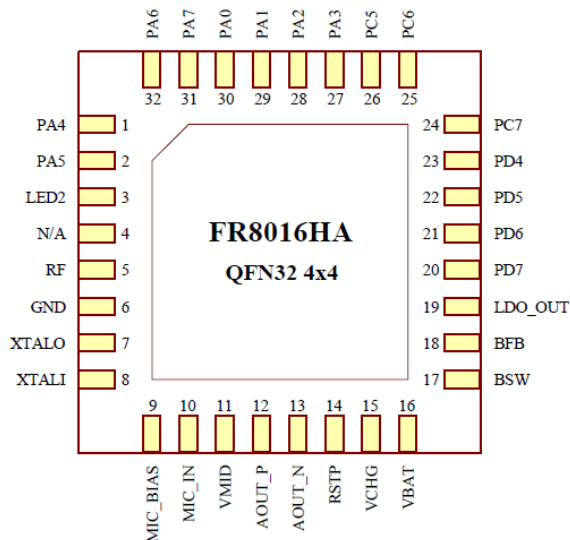 PA6 PA7 PA0 PA1 PA2 PA3 PC5 PC6
32 31 30 29 28 27 26 25
PA4 1 24 PC7
PA5 2 23 PD4
LED2 3 22 PD5
N/A 4 21 PD6
RF 5 20 PD7
GND 6 19 LDO_OUT
XTALO 7 18 BFB
XTALI 8 17 BSW
FR8016HA
QFN32 4x4
9 10 11 12 13 14 15 16
MIC_BIAS MIC_IN VMID AOUT_P AOUT_N RSTP VCHG VBAT